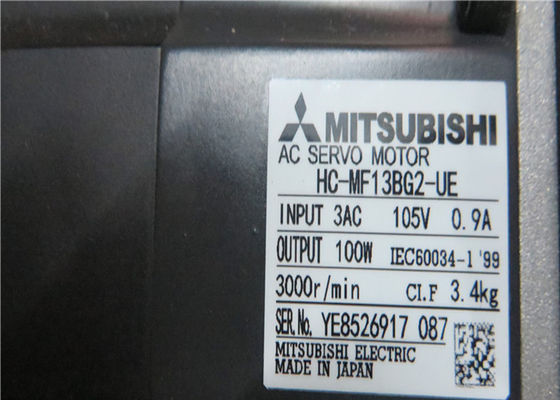 MITSUBISHI
AC SERVO MOTOR
HC-MF13BG2-UE
INPUT 3AC 105V 0.9A
OUTPUT 100W IEC60034-1 '99
3000r/min CI.F 3.4kg
SER.No. YE8526917 087
MITSUBISHI ELECTRIC
MADE IN JAPAN